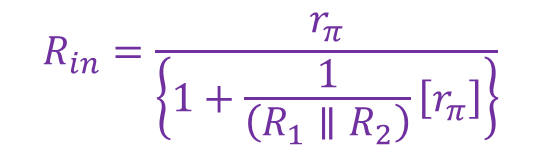 R_in = r_π / {1 + 1 / (R_1 ∥ R_2) [r_π]}